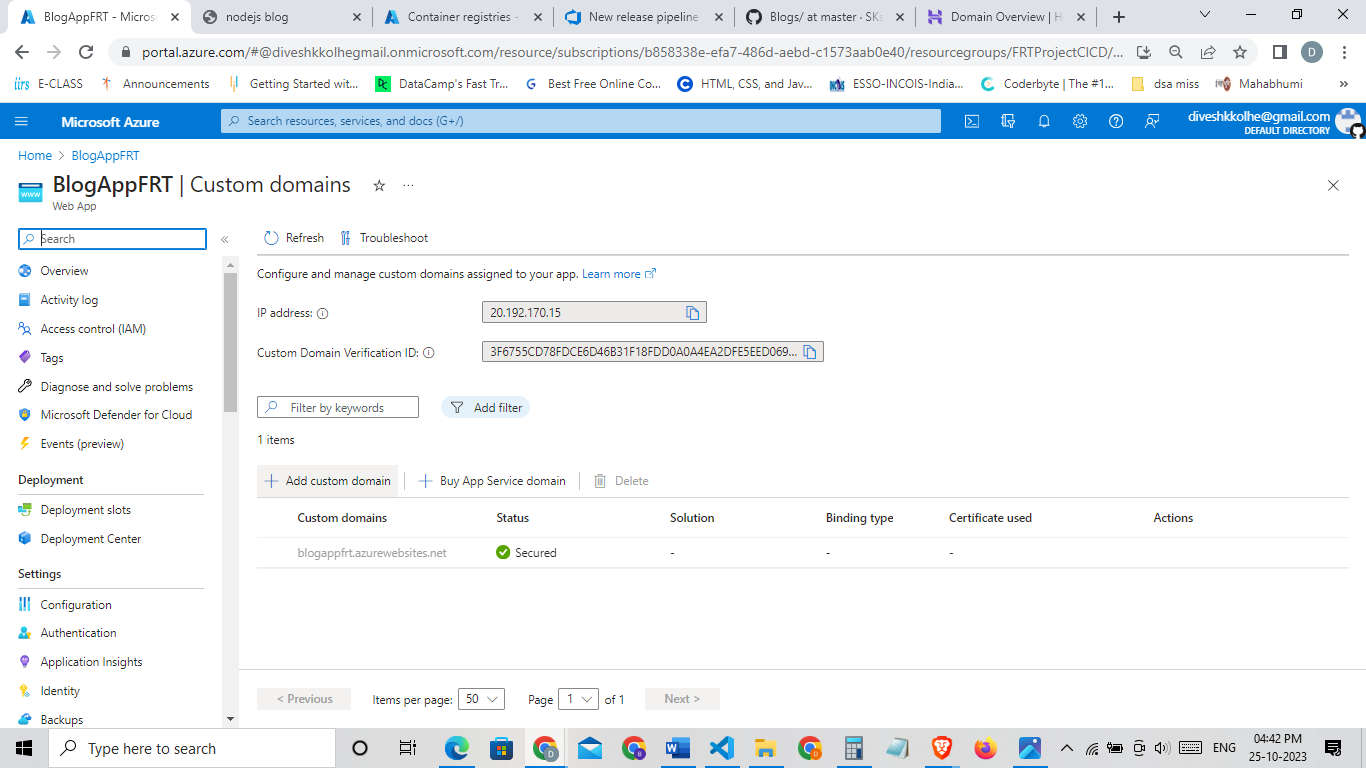 BlogAppFRT - Micros
nodejs blog
Container registries -
New release pipeline
Blogs/ at master · SKs
Domain Overview | H
portal.azure.com/#@diveshkkolhegmail.onmicrosoft.com/resource/subscriptions/b858338e-efa7-486d-aebd-c1573aab0e40/resourcegroups/FRTProjectCICD/...
D
E-CLASS
Announcements
Getting Started wit...
DataCamp's Fast Tr...
Best Free Online Co...
HTML, CSS, and Jav...
ESSO-INCOIS-India...
Coderbyte | The #1...
dsa miss
Mahabhumi
»
Microsoft Azure
Search resources, services, and docs (G+/)
diveshkkolhe@gmail.com
DEFAULT DIRECTORY
Home > BlogAppFRT
BlogAppFRT | Custom domains
...
Web App
Search
«
Refresh
Troubleshoot
Configure and manage custom domains assigned to your app. Learn more
IP address:
20.192.170.15
Custom Domain Verification ID:
3F6755CD78FDCE6D46B31F18FDD0A0A4EA2DFE5EED069...
Filter by keywords
Add filter
1 items
Add custom domain
Buy App Service domain
Delete
Custom domains
Status
Solution
Binding type
Certificate used
Actions
blogappfrt.azurewebsites.net
Secured
-
-
-
Overview
Activity log
Access control (IAM)
Tags
Diagnose and solve problems
Microsoft Defender for Cloud
Events (preview)
Deployment
Deployment slots
Deployment Center
Settings
Configuration
Authentication
Application Insights
Identity
Backups
< Previous
Items per page:
50
Page
1
of 1
Next >
Type here to search
ENG
04:42 PM
25-10-2023